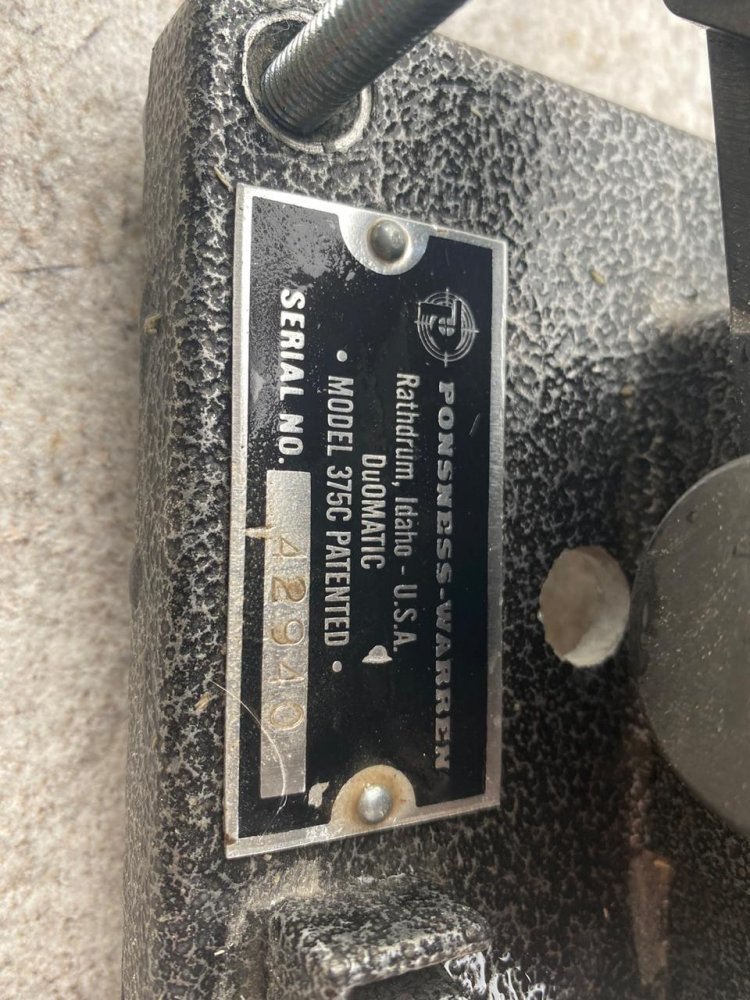 PONSNESS-WARREN
Rathdrum, Idaho - U.S.A.
DuOMATIC
• MODEL 375C PATENTED •
SERIAL NO. 42940